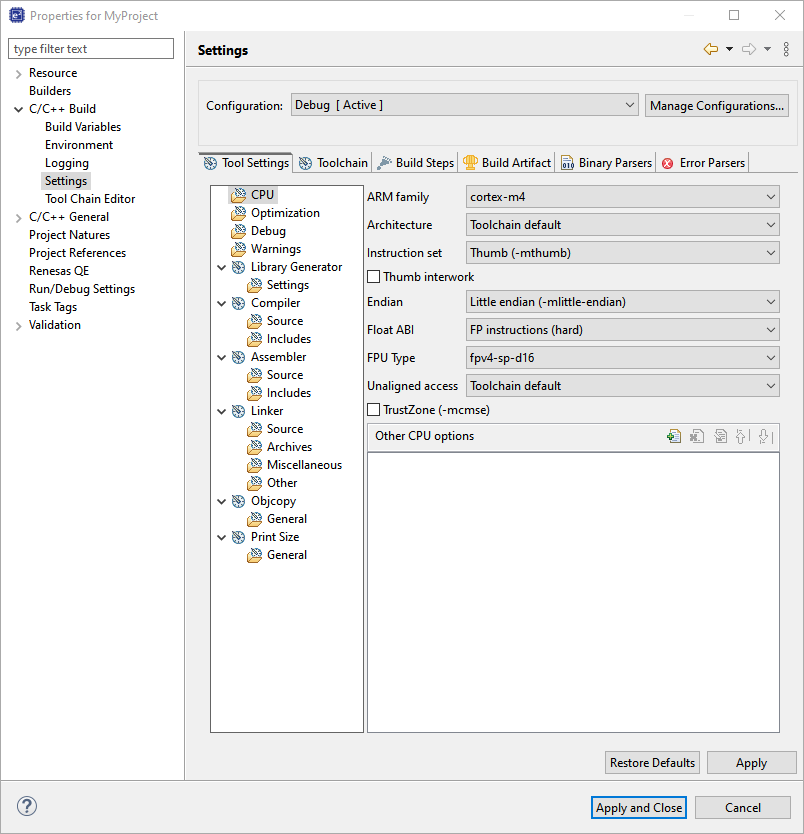 Properties for MyProject
type filter text
Resource
Builders
C/C++ Build
Build Variables
Environment
Logging
Settings
Tool Chain Editor
C/C++ General
Project Natures
Project References
Renesas QE
Run/Debug Settings
Task Tags
Validation
Settings
Configuration: Debug [ Active ] Manage Configurations...
Tool Settings Toolchain Build Steps Build Artifact Binary Parsers Error Parsers
CPU
Optimization
Debug
Warnings
Library Generator
Settings
Compiler
Source
Includes
Assembler
Source
Includes
Linker
Source
Archives
Miscellaneous
Other
Objcopy
General
Print Size
General
ARM family cortex-m4
Architecture Toolchain default
Instruction set Thumb (-mthumb)
Thumb interwork
Endian Little endian (-mlittle-endian)
Float ABI FP instructions (hard)
FPU Type fpv4-sp-d16
Unaligned access Toolchain default
TrustZone (-mcmse)
Other CPU options
Restore Defaults Apply
? Apply and Close Cancel